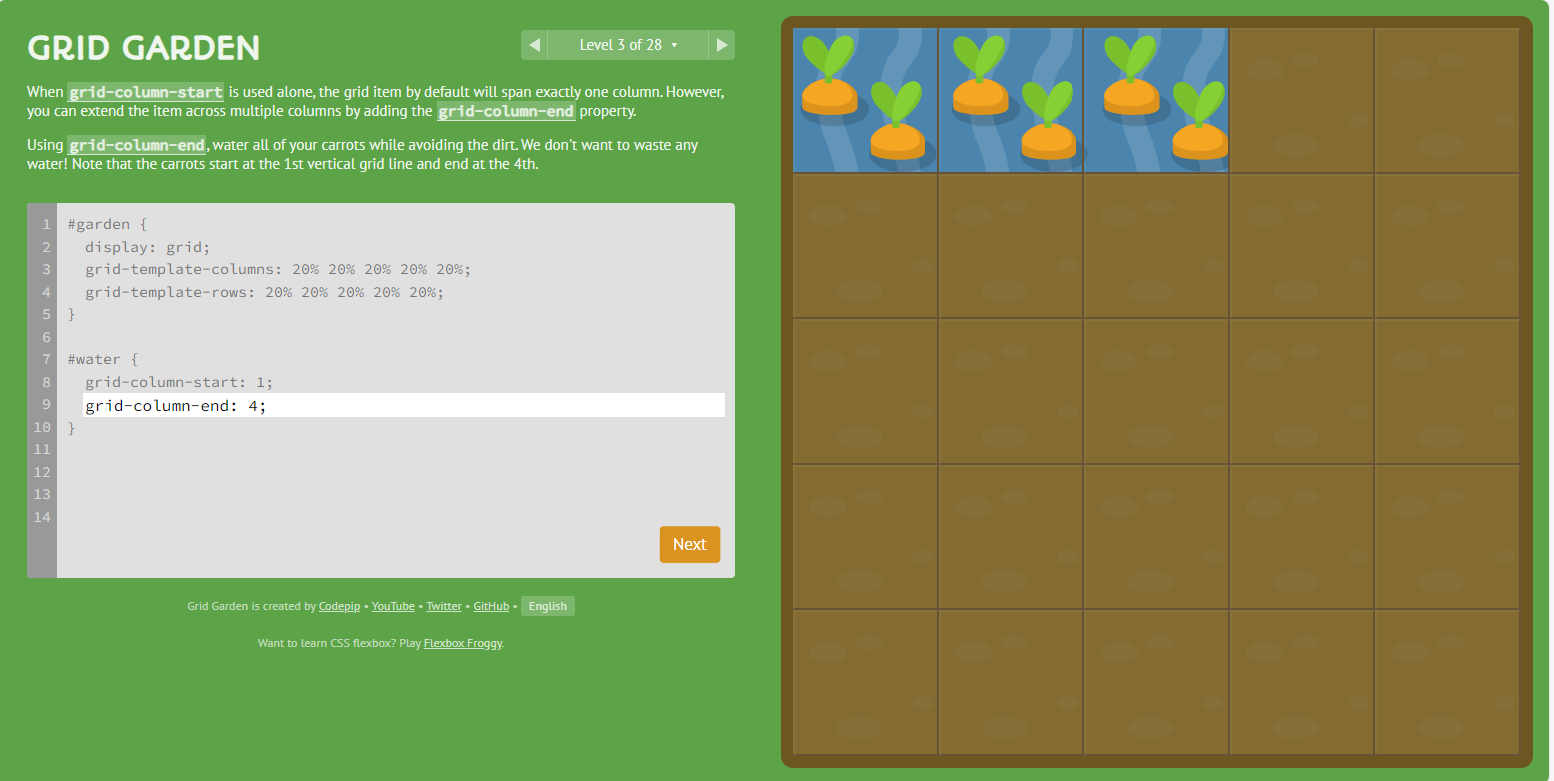 GRID GARDEN
◀ Level 3 of 28 ▾ ▶
When grid-column-start is used alone, the grid item by default will span exactly one column. However,
you can extend the item across multiple columns by adding the grid-column-end property.
Using grid-column-end, water all of your carrots while avoiding the dirt. We don't want to waste any
water! Note that the carrots start at the 1st vertical grid line and end at the 4th.
1 #garden {
2 display: grid;
3 grid-template-columns: 20% 20% 20% 20% 20%;
4 grid-template-rows: 20% 20% 20% 20% 20%;
5 }
6
7 #water {
8 grid-column-start: 1;
9 grid-column-end: 4;
10 }
11
12
13
14
Next
Grid Garden is created by Codepip • YouTube • Twitter • GitHub • English
Want to learn CSS flexbox? Play Flexbox Froggy.